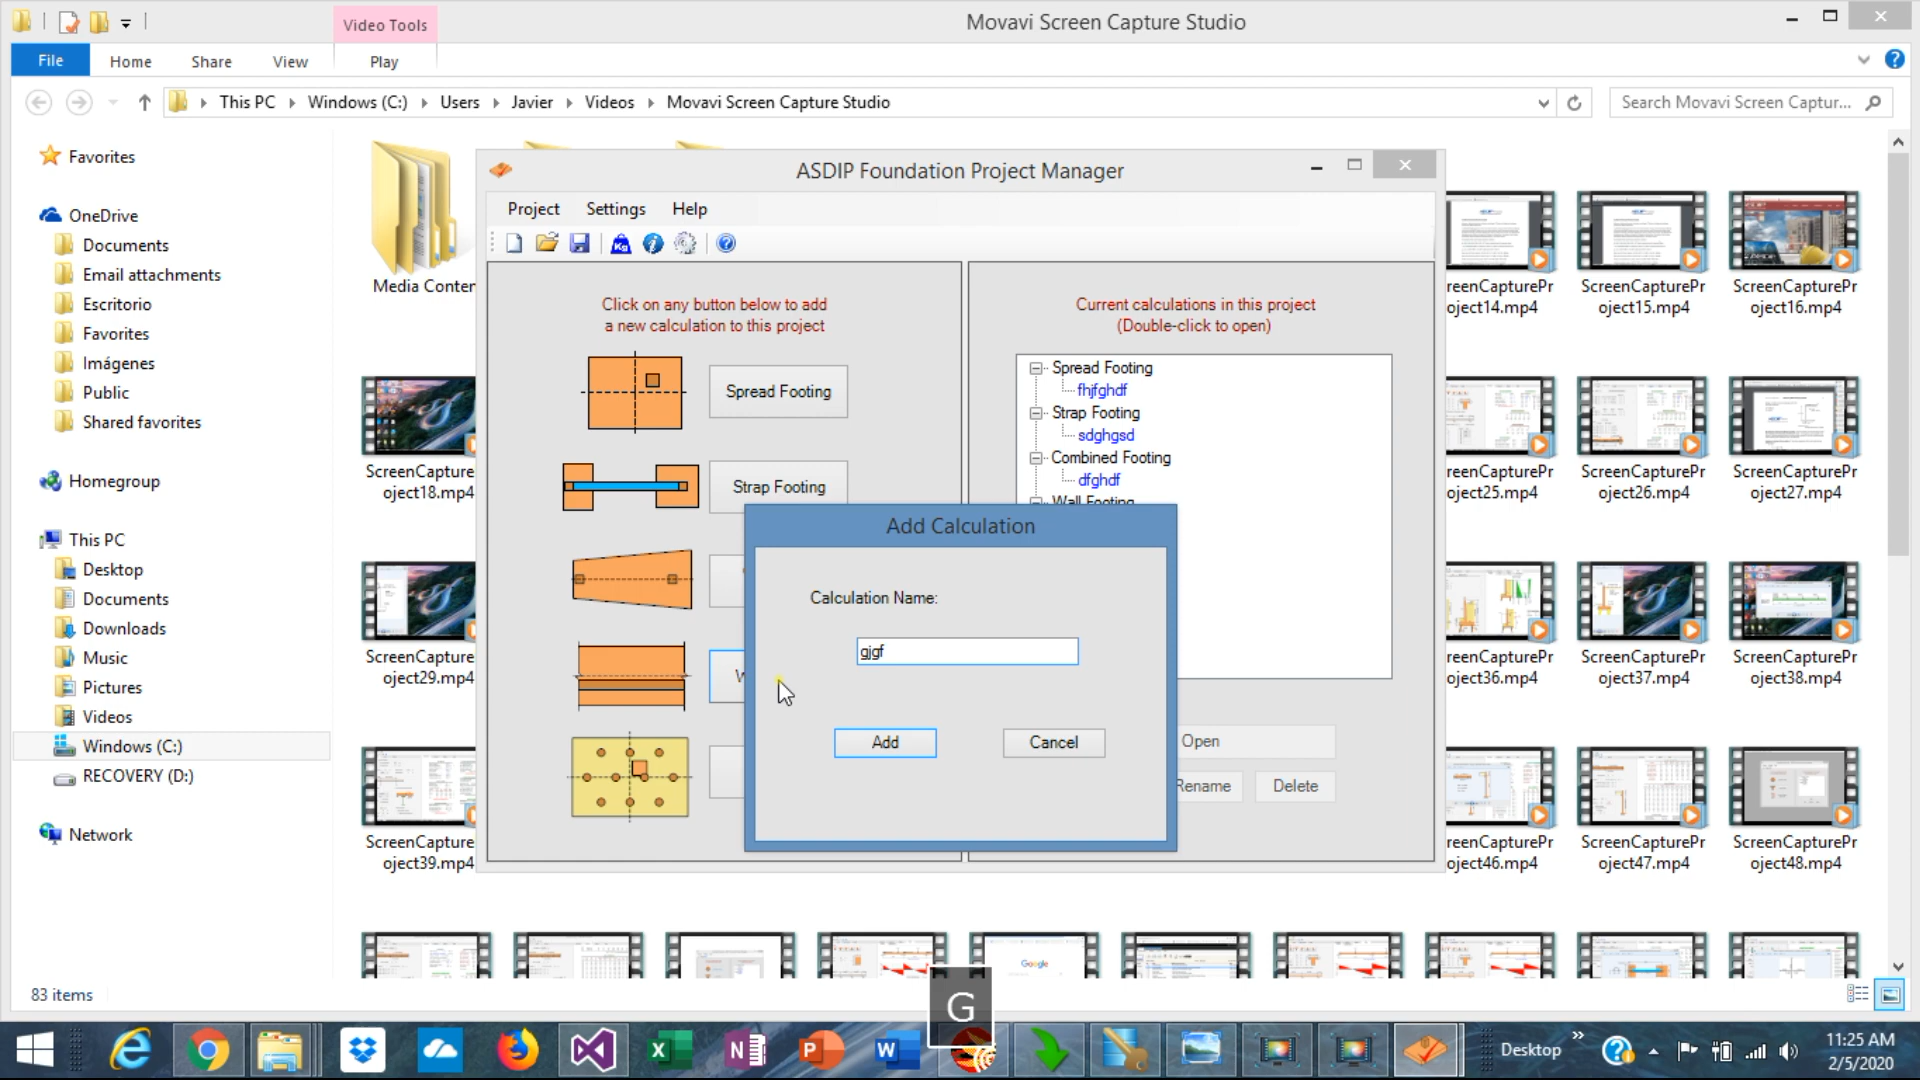 Video Tools
Movavi Screen Capture Studio
File
Home
Share
View
Play
This PC
Windows (C:)
Users
Javier
Videos
Movavi Screen Capture Studio
Search Movavi Screen Captur...
Favorites
OneDrive
Documents
Email attachments
Escritorio
Favorites
Imágenes
Public
Shared favorites
Homegroup
This PC
Desktop
Documents
Downloads
Music
Pictures
Videos
Windows (C:)
RECOVERY (D:)
Network
83 items
Media Conten
ScreenCapture
oject18.mp4
ScreenCapture
oject29.mp4
ScreenCapture
oject39.mp4
ASDIP Foundation Project Manager
Project
Settings
Help
Kg
Click on any button below to add
a new calculation to this project
Spread Footing
Strap Footing
W
Current calculations in this project
(Double-click to open)
Spread Footing
fhjfghdf
Strap Footing
sdghgsd
Combined Footing
dfghdf
Wall Footing
Open
Rename
Delete
Add Calculation
Calculation Name:
gjgf
Add
Cancel
reenCapturePr
oject14.mp4
ScreenCapturePr
oject15.mp4
ScreenCapturePr
oject16.mp4
reenCapturePr
oject25.mp4
ScreenCapturePr
oject26.mp4
ScreenCapturePr
oject27.mp4
reenCapturePr
oject36.mp4
ScreenCapturePr
oject37.mp4
ScreenCapturePr
oject38.mp4
reenCapturePr
oject46.mp4
ScreenCapturePr
oject47.mp4
ScreenCapturePr
oject48.mp4
Google
G
Desktop
11:25 AM
2/5/2020